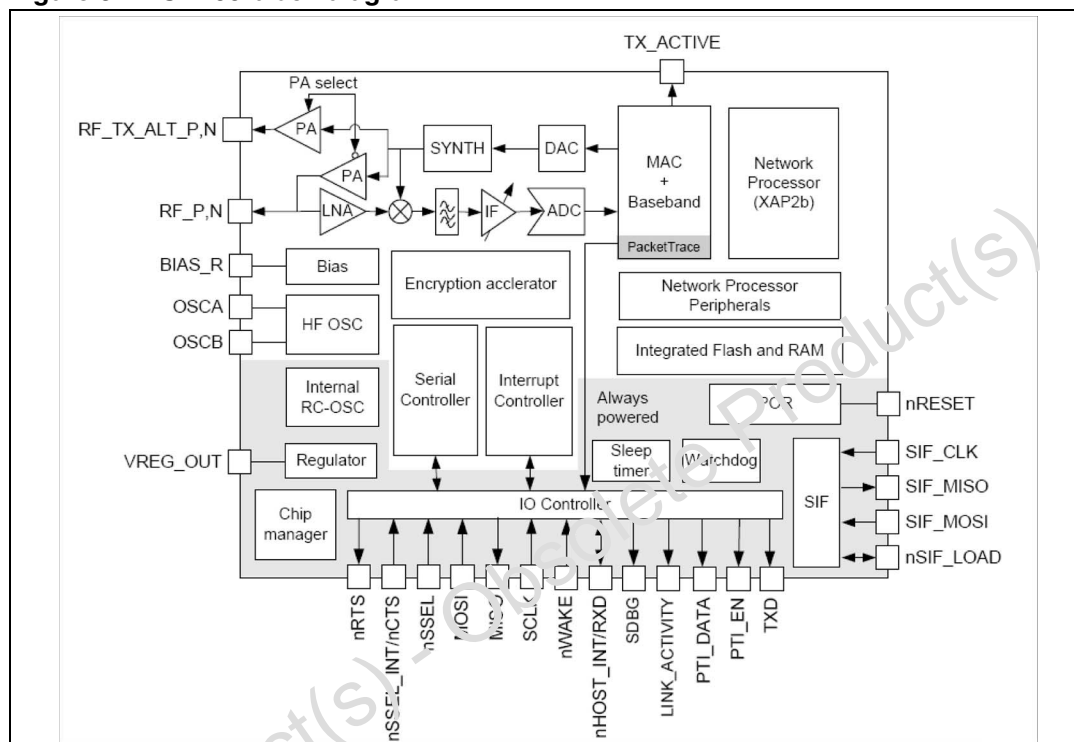 TX_ACTIVE
PA select
RF_TX_ALT_P,N
PA
SYNTH
DAC
MAC
+
Baseband
Network
Processor
(XAP2b)
PA
RF_P,N
LNA
IF
ADC
PacketTrace
BIAS_R
Bias
Encryption acclerator
Network Processor
Peripherals
OSCA
HF OSC
OSCB
Integrated Flash and RAM
Serial
Controller
Interrupt
Controller
Internal
RC-OSC
Always
powered
POR
nRESET
VREG_OUT
Regulator
Sleep
timer
Watchdog
SIF_CLK
SIF
SIF_MISO
IO Controller
Chip
manager
SIF_MOSI
nSIF_LOAD
nRTS
nSSEL_INT/nCTS
nSSEL
MOSI
MISO
SCLK
nWAKE
nHOST_INT/RXD
SDBG
LINK_ACTIVITY
PTI_DATA
PTI_EN
TXD
ct(s) - Obsolete Product(s)